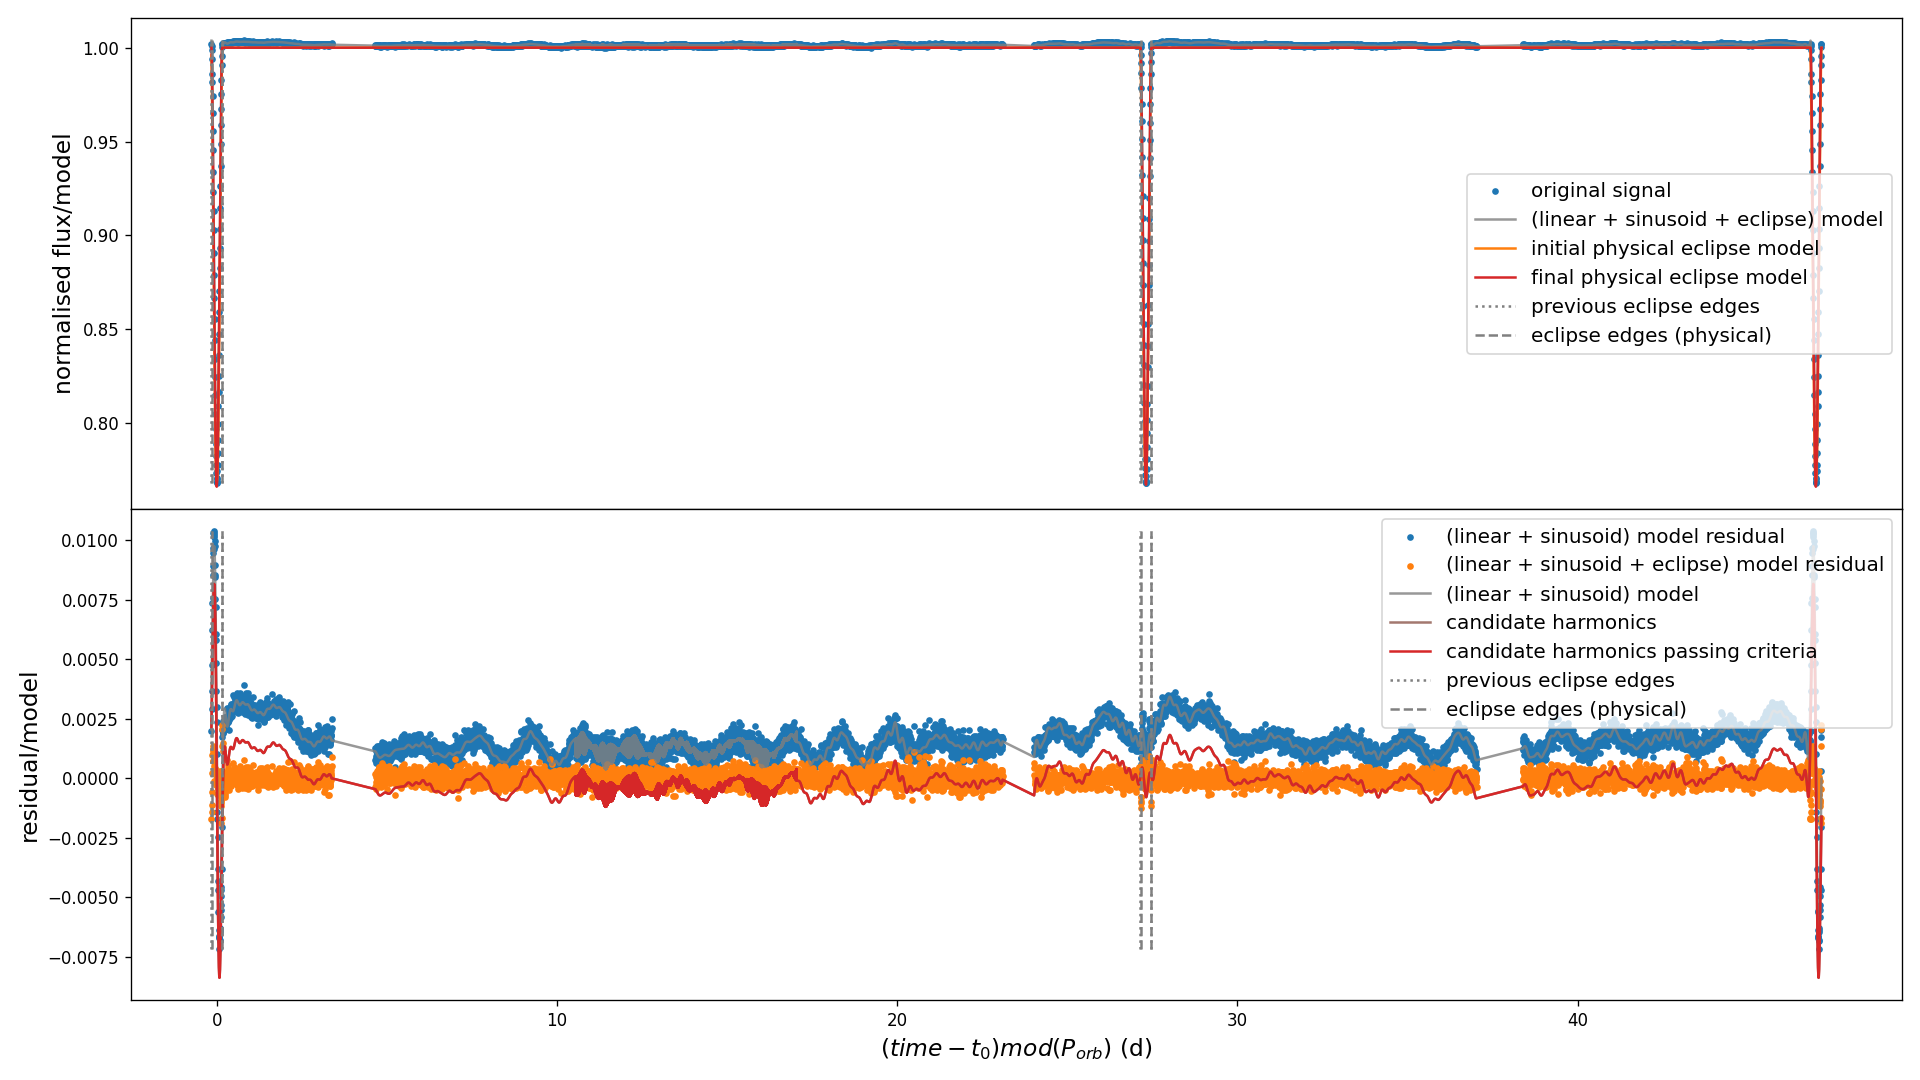 1.00
0.95
0.90
0.85
0.80
normalised flux/model
original signal
(linear + sinusoid + eclipse) model
initial physical eclipse model
final physical eclipse model
previous eclipse edges
eclipse edges (physical)
0.0100
0.0075
0.0050
0.0025
0.0000
−0.0025
−0.0050
−0.0075
residual/model
(linear + sinusoid) model residual
(linear + sinusoid + eclipse) model residual
(linear + sinusoid) model
candidate harmonics
candidate harmonics passing criteria
previous eclipse edges
eclipse edges (physical)
0 10 20 30 40
(time − t₀)mod(Pₒᵣb) (d)